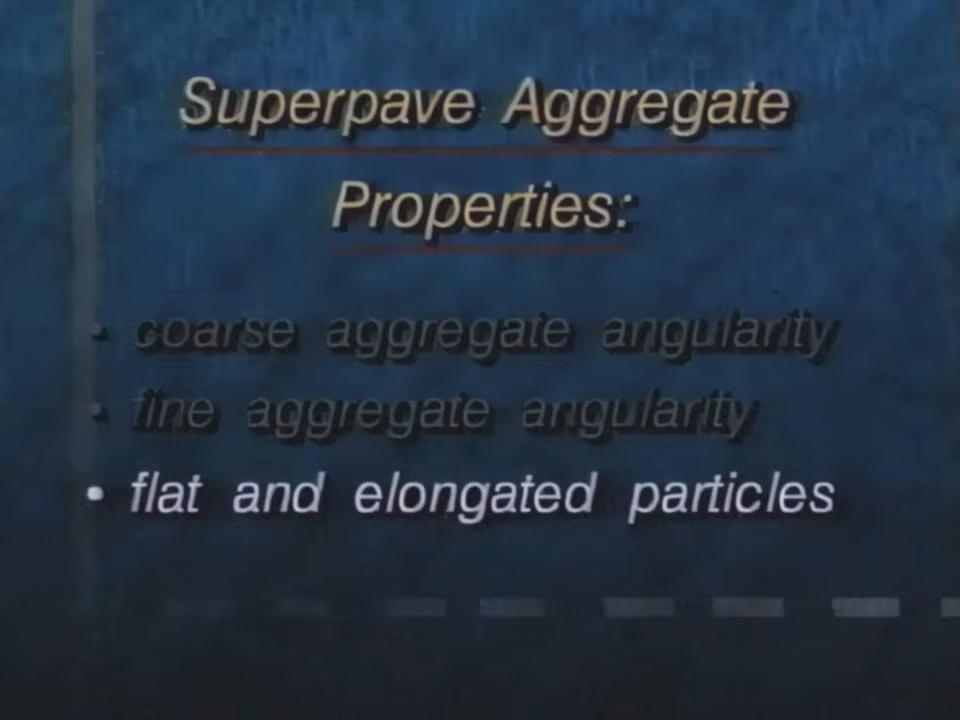 Superpave Aggregate
Properties:
• coarse aggregate angularity
• fine aggregate angularity
• flat and elongated particles